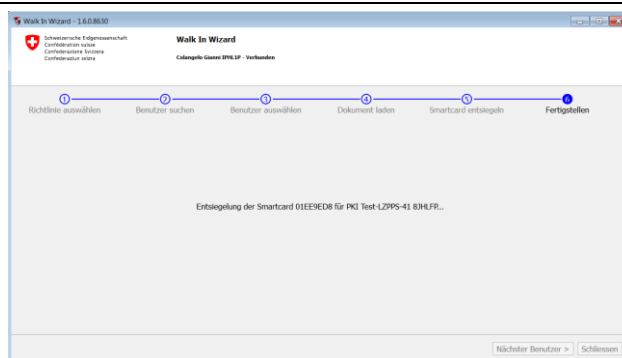 Walk In Wizard - 1.6.0.8630
Schweizerische Eidgenossenschaft
Confédération suisse
Confederazione Svizzera
Confederaziun svizra
Walk In Wizard
Colangelo Gianni IPHL1P - Verbunden
1 2 3 4 5 6
Richtlinie auswählen Benutzer suchen Benutzer auswählen Dokument laden Smartcard entsiegeln Fertigstellen
Entsiegelung der Smartcard 01EE9ED8 für PKI Test-LZPPS-41 8JHLFP...
Nächster Benutzer > Schliessen